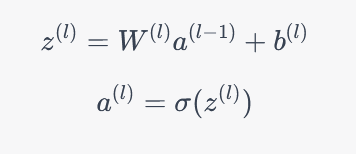 z^{(l)} = W^{(l)}a^{(l-1)} + b^{(l)}
a^{(l)} = σ(z^{(l)})